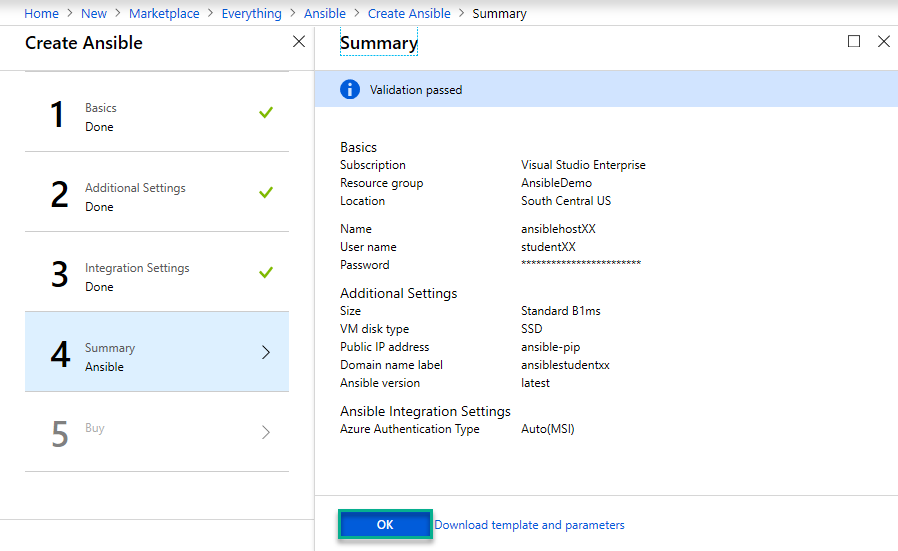 Home > New > Marketplace > Everything > Ansible > Create Ansible > Summary
Create Ansible
1
Basics
Done
2
Additional Settings
Done
3
Integration Settings
Done
4
Summary
Ansible
5
Buy
Summary
Validation passed
Basics
Subscription Visual Studio Enterprise
Resource group AnsibleDemo
Location South Central US
Name ansiblehostXX
User name studentXX
Password ************************
Additional Settings
Size Standard B1ms
VM disk type SSD
Public IP address ansible-pip
Domain name label ansiblestudentxx
Ansible version latest
Ansible Integration Settings
Azure Authentication Type Auto(MSI)
OK Download template and parameters